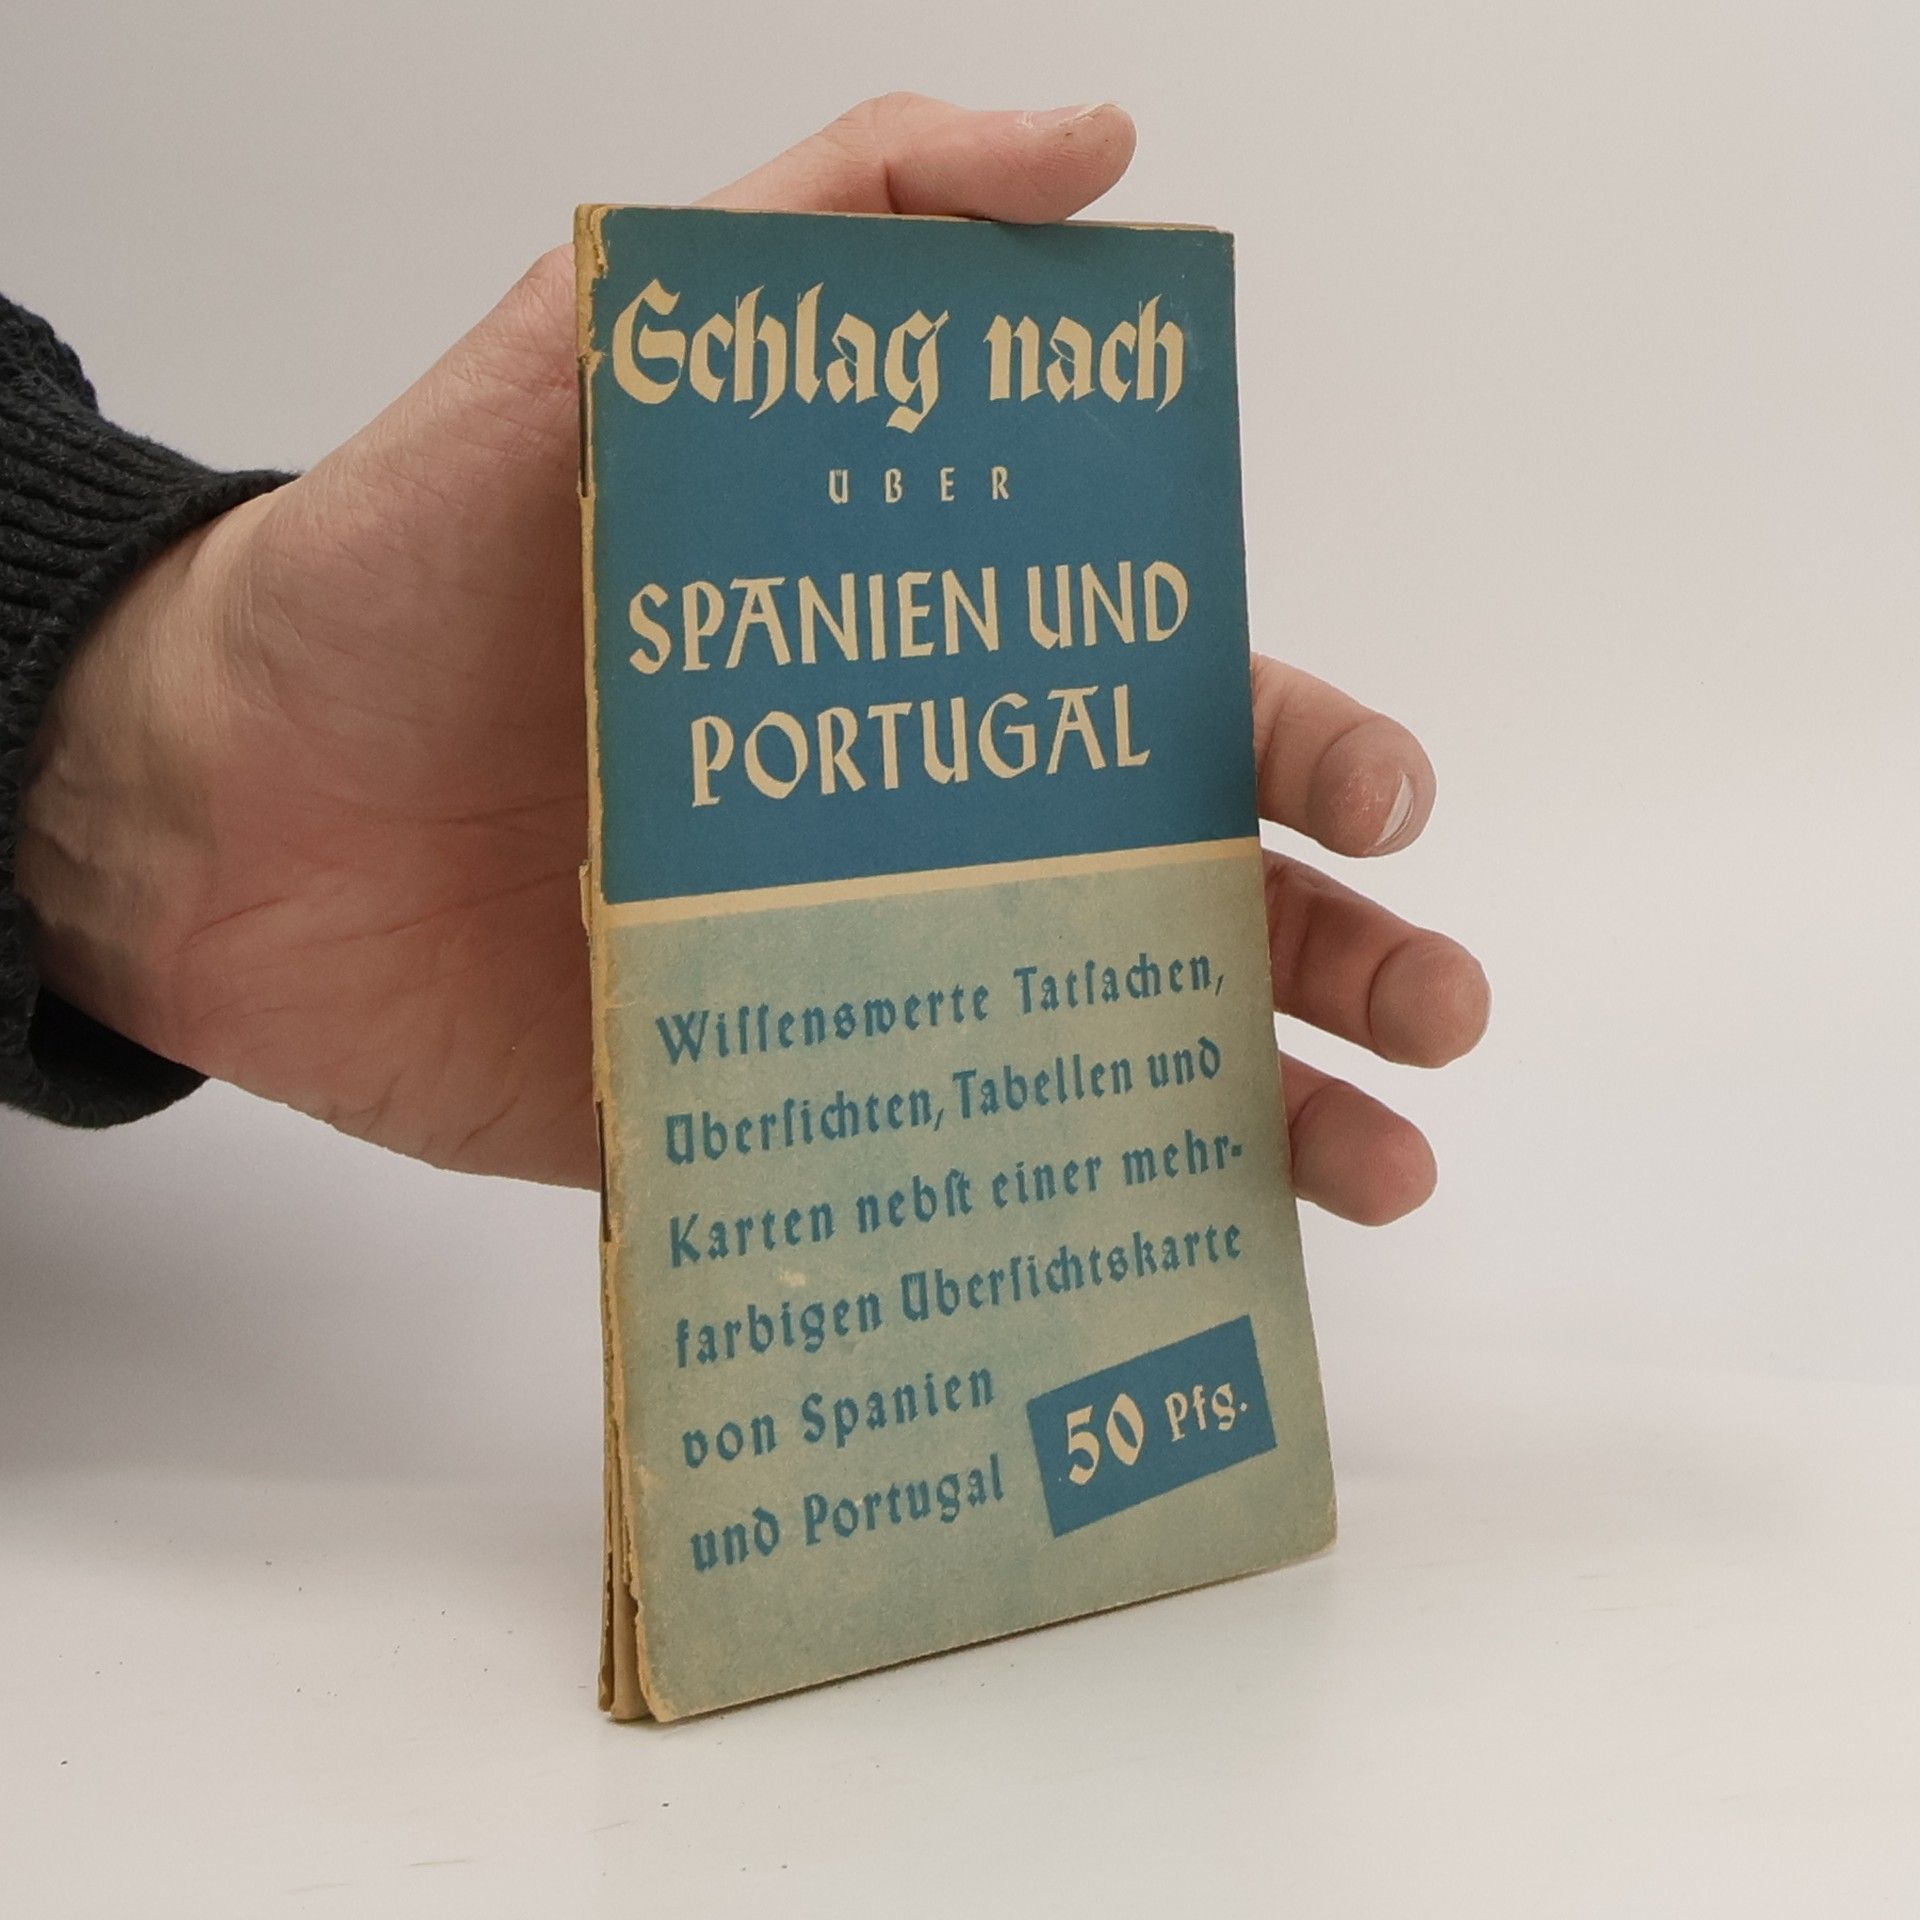 Schlag nach
ÜBER
SPANIEN UND
PORTUGAL
Wiſſenswerte Tatſachen,
Überſichten, Tabellen und
Karten nebſt einer mehr-
farbigen Überſichtskarte
von Spanien
und Portugal
50 Pfg.